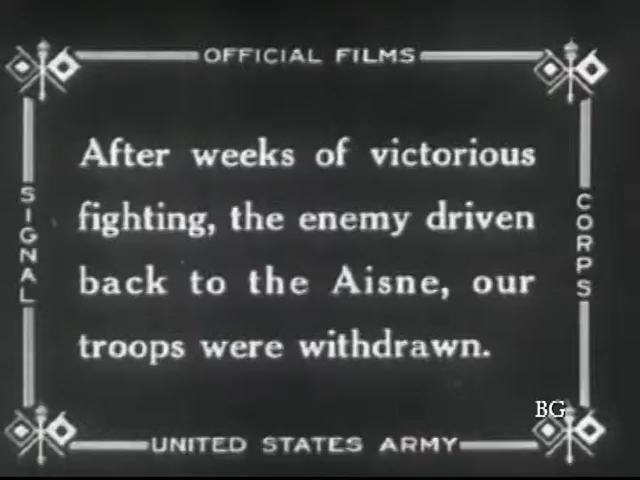 OFFICIAL FILMS
SIGNAL
CORPS
After weeks of victorious
fighting, the enemy driven
back to the Aisne, our
troops were withdrawn.
BG
UNITED STATES ARMY